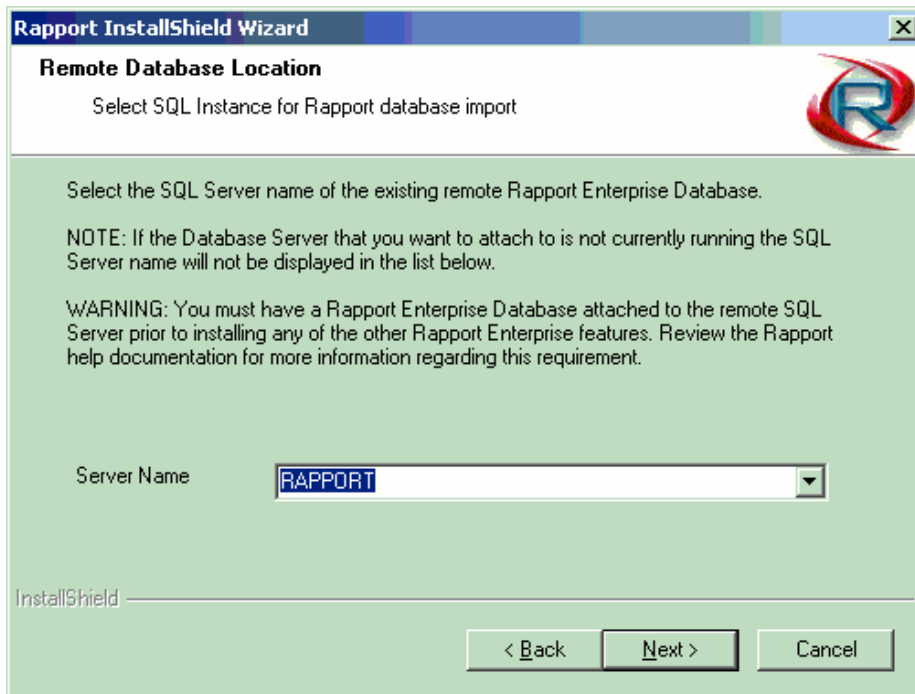 Rapport InstallShield Wizard
Remote Database Location
Select SQL Instance for Rapport database import
R
Select the SQL Server name of the existing remote Rapport Enterprise Database.
NOTE: If the Database Server that you want to attach to is not currently running the SQL
Server name will not be displayed in the list below.
WARNING: You must have a Rapport Enterprise Database attached to the remote SQL
Server prior to installing any of the other Rapport Enterprise features. Review the Rapport
help documentation for more information regarding this requirement.
Server Name
RAPPORT
InstallShield
< Back
Next >
Cancel